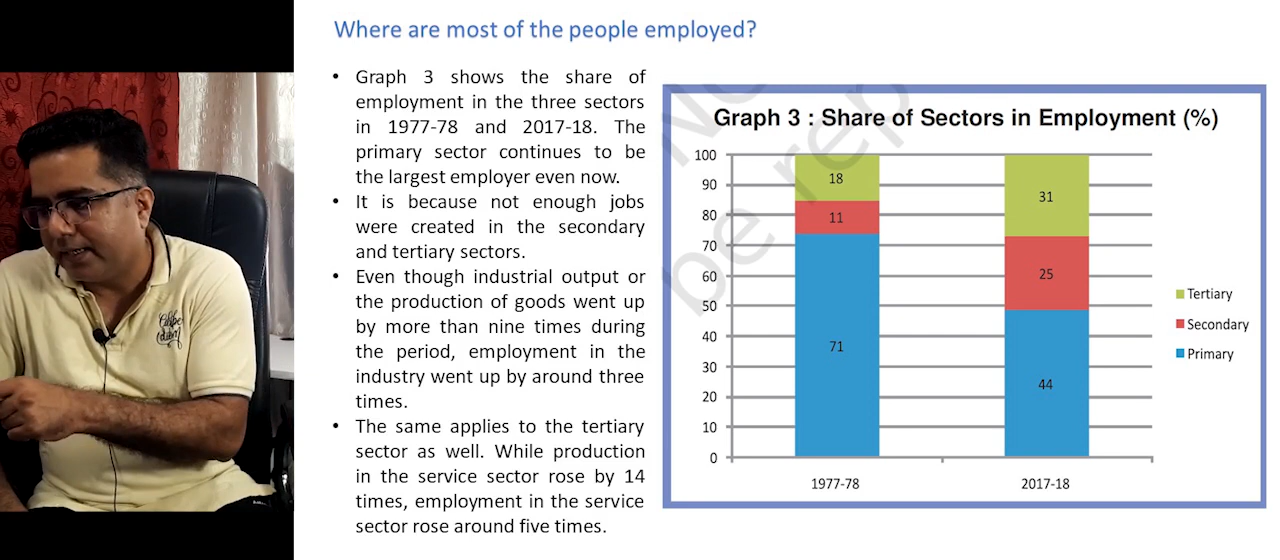 Where are most of the people employed?
• Graph 3 shows the share of
employment in the three sectors
in 1977-78 and 2017-18. The
primary sector continues to be
the largest employer even now.
• It is because not enough jobs
were created in the secondary
and tertiary sectors.
• Even though industrial output or
the production of goods went up
by more than nine times during
the period, employment in the
industry went up by around three
times.
• The same applies to the tertiary
sector as well. While production
in the service sector rose by 14
times, employment in the service
sector rose around five times.
Graph 3 : Share of Sectors in Employment (%)
100
90
80
70
60
50
40
30
20
10
0
18
11
71
31
25
44
1977-78
2017-18
Tertiary
Secondary
Primary
be rep